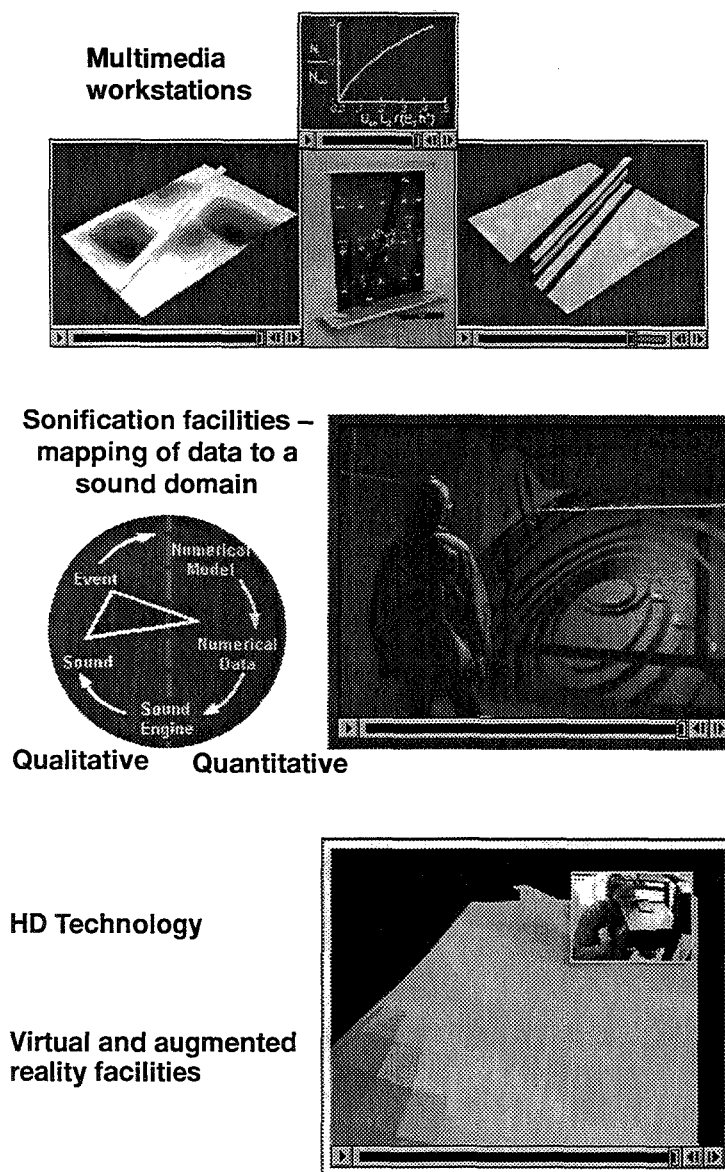 Multimedia
workstations
Sonification facilities –
mapping of data to a
sound domain
Numerical
Model
Event
Numerical
Data
Sound
Sound
Engine
Qualitative Quantitative
HD Technology
Virtual and augmented
reality facilities